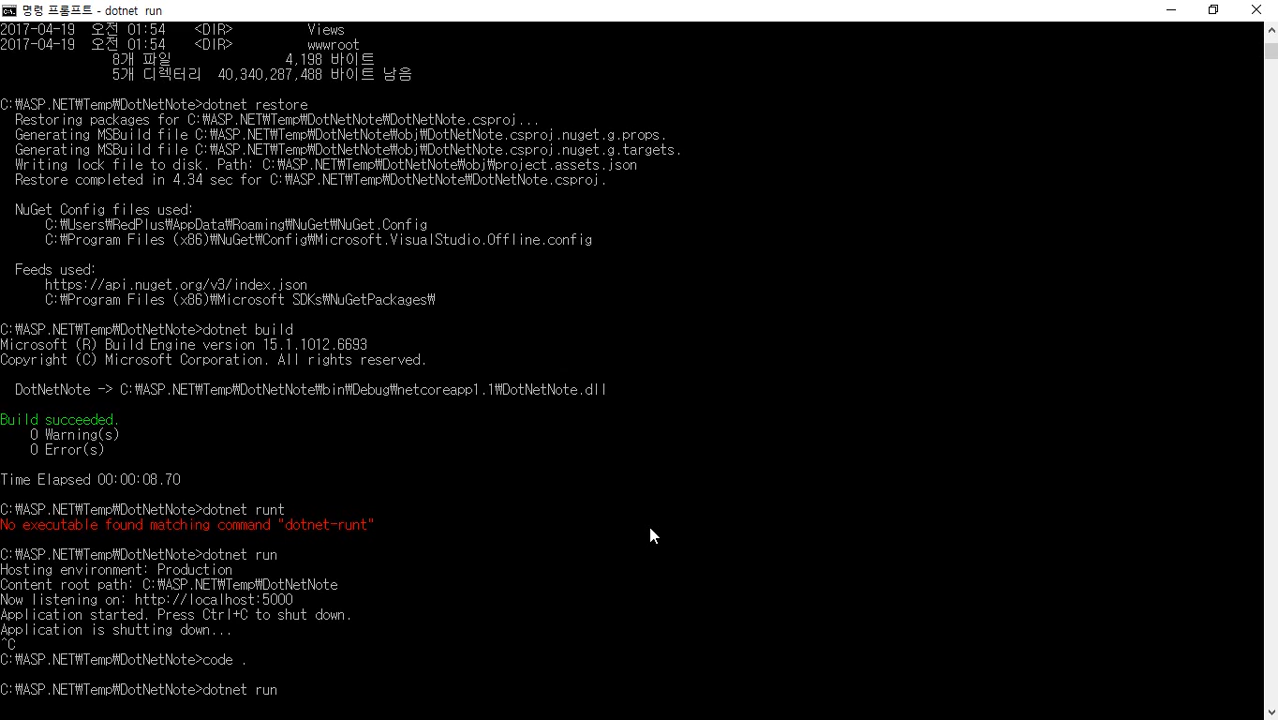 명령 프롬프트 - dotnet  run
2017-04-19  오전 01:54    <DIR>          Views
2017-04-19  오전 01:54    <DIR>          wwwroot
               8개 파일               4,198 바이트
               5개 디렉터리  40,340,287,488 바이트 남음
C:₩ASP.NET₩Temp₩DotNetNote>dotnet restore
  Restoring packages for C:₩ASP.NET₩Temp₩DotNetNote₩DotNetNote.csproj...
  Generating MSBuild file C:₩ASP.NET₩Temp₩DotNetNote₩obj₩DotNetNote.csproj.nuget.g.props.
  Generating MSBuild file C:₩ASP.NET₩Temp₩DotNetNote₩obj₩DotNetNote.csproj.nuget.g.targets.
  Writing lock file to disk. Path: C:₩ASP.NET₩Temp₩DotNetNote₩obj₩project.assets.json
  Restore completed in 4.34 sec for C:₩ASP.NET₩Temp₩DotNetNote₩DotNetNote.csproj.
  NuGet Config files used:
      C:₩Users₩RedPlus₩AppData₩Roaming₩NuGet₩NuGet.Config
      C:₩Program Files (x86)₩NuGet₩Config₩Microsoft.VisualStudio.Offline.config
  Feeds used:
      https://api.nuget.org/v3/index.json
      C:₩Program Files (x86)₩Microsoft SDKs₩NuGetPackages₩
C:₩ASP.NET₩Temp₩DotNetNote>dotnet build
Microsoft (R) Build Engine version 15.1.1012.6693
Copyright (C) Microsoft Corporation. All rights reserved.
  DotNetNote -> C:₩ASP.NET₩Temp₩DotNetNote₩bin₩Debug₩netcoreapp1.1₩DotNetNote.dll
Build succeeded.
    0 Warning(s)
    0 Error(s)
Time Elapsed 00:00:08.70
C:₩ASP.NET₩Temp₩DotNetNote>dotnet runt
No executable found matching command "dotnet-runt"
C:₩ASP.NET₩Temp₩DotNetNote>dotnet run
Hosting environment: Production
Content root path: C:₩ASP.NET₩Temp₩DotNetNote
Now listening on: http://localhost:5000
Application started. Press Ctrl+C to shut down.
Application is shutting down...
^C
C:₩ASP.NET₩Temp₩DotNetNote>code .
C:₩ASP.NET₩Temp₩DotNetNote>dotnet run